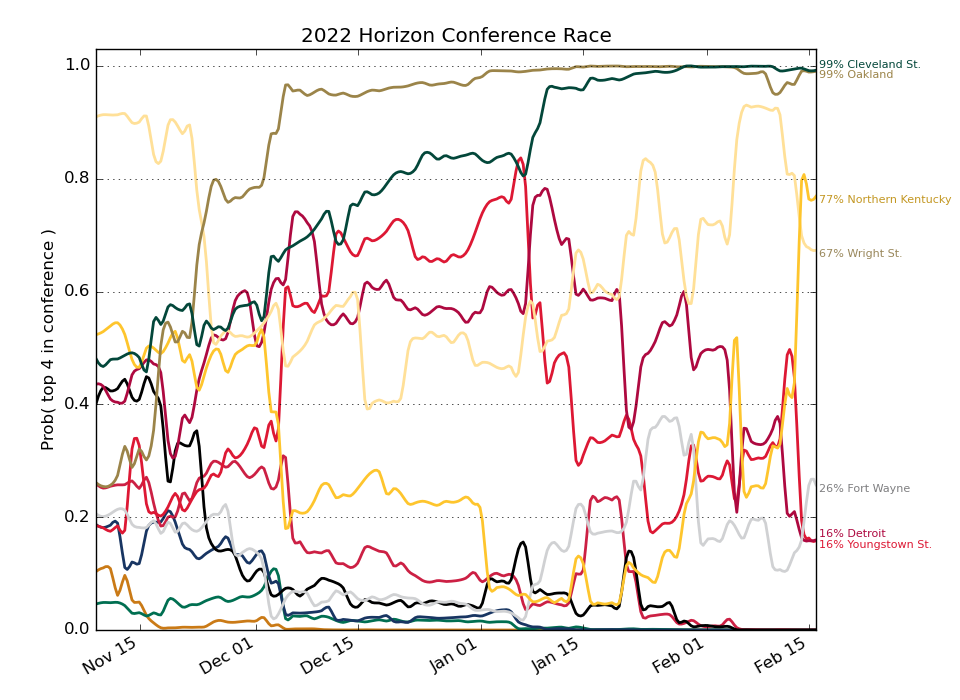 2022 Horizon Conference Race
Prob( top 4 in conference )
1.0
0.8
0.6
0.4
0.2
0.0
Nov 15
Dec 01
Dec 15
Jan 01
Jan 15
Feb 01
Feb 15
99% Cleveland St.
99% Oakland
77% Northern Kentucky
67% Wright St.
26% Fort Wayne
16% Detroit
16% Youngstown St.